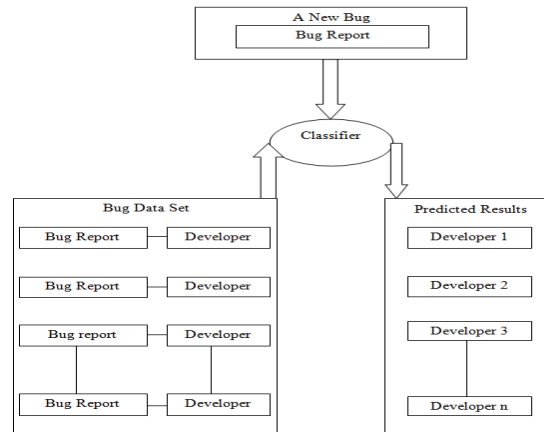 A New Bug
Bug Report
Classifier
Bug Data Set
Bug Report
Developer
Bug Report
Developer
Bug report
Developer
Bug Report
Developer
Predicted Results
Developer 1
Developer 2
Developer 3
Developer n